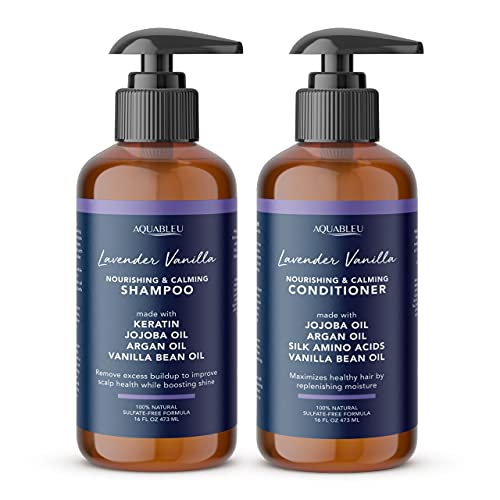 AQUABLEU
Lavender Vanilla
NOURISHING & CALMING
SHAMPOO
made with
KERATIN
JOJOBA OIL
ARGAN OIL
VANILLA BEAN OIL
Remove excess buildup to improve
scalp health while boosting shine
100% NATURAL
SULFATE-FREE FORMULA
16 FL OZ 473 ML
AQUABLEU
Lavender Vanilla
NOURISHING & CALMING
CONDITIONER
made with
JOJOBA OIL
ARGAN OIL
SILK AMINO ACIDS
VANILLA BEAN OIL
Maximizes healthy hair by
replenishing moisture
100% NATURAL
SULFATE-FREE FORMULA
16 FL OZ 473 ML